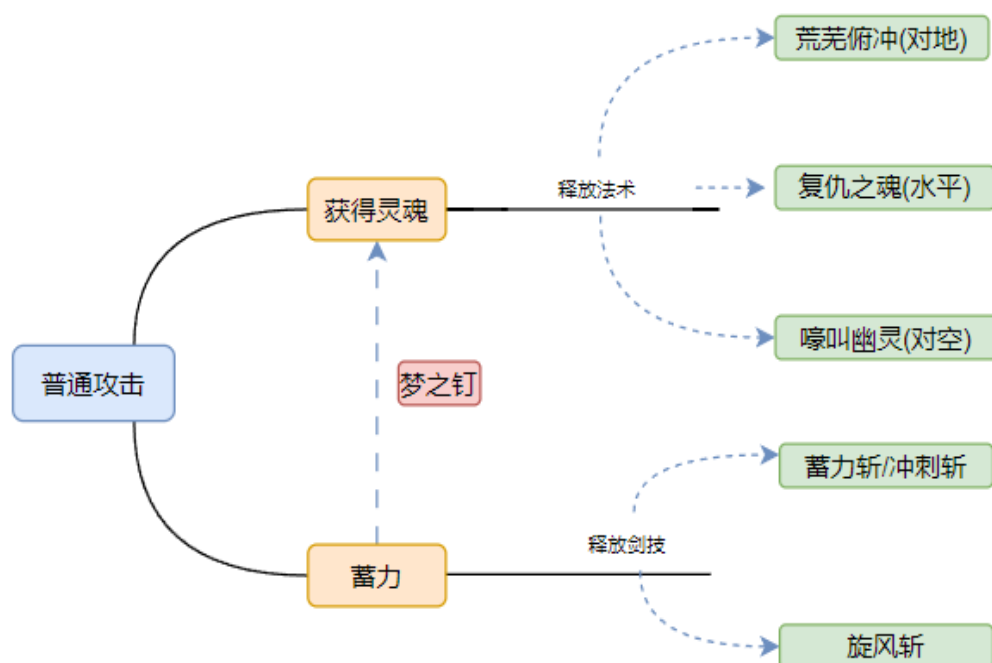 荒芜俯冲(对地)
释放法术
复仇之魂(水平)
获得灵魂
嚎叫幽灵(对空)
普通攻击
梦之钉
蓄力斩/冲刺斩
释放剑技
蓄力
旋风斩